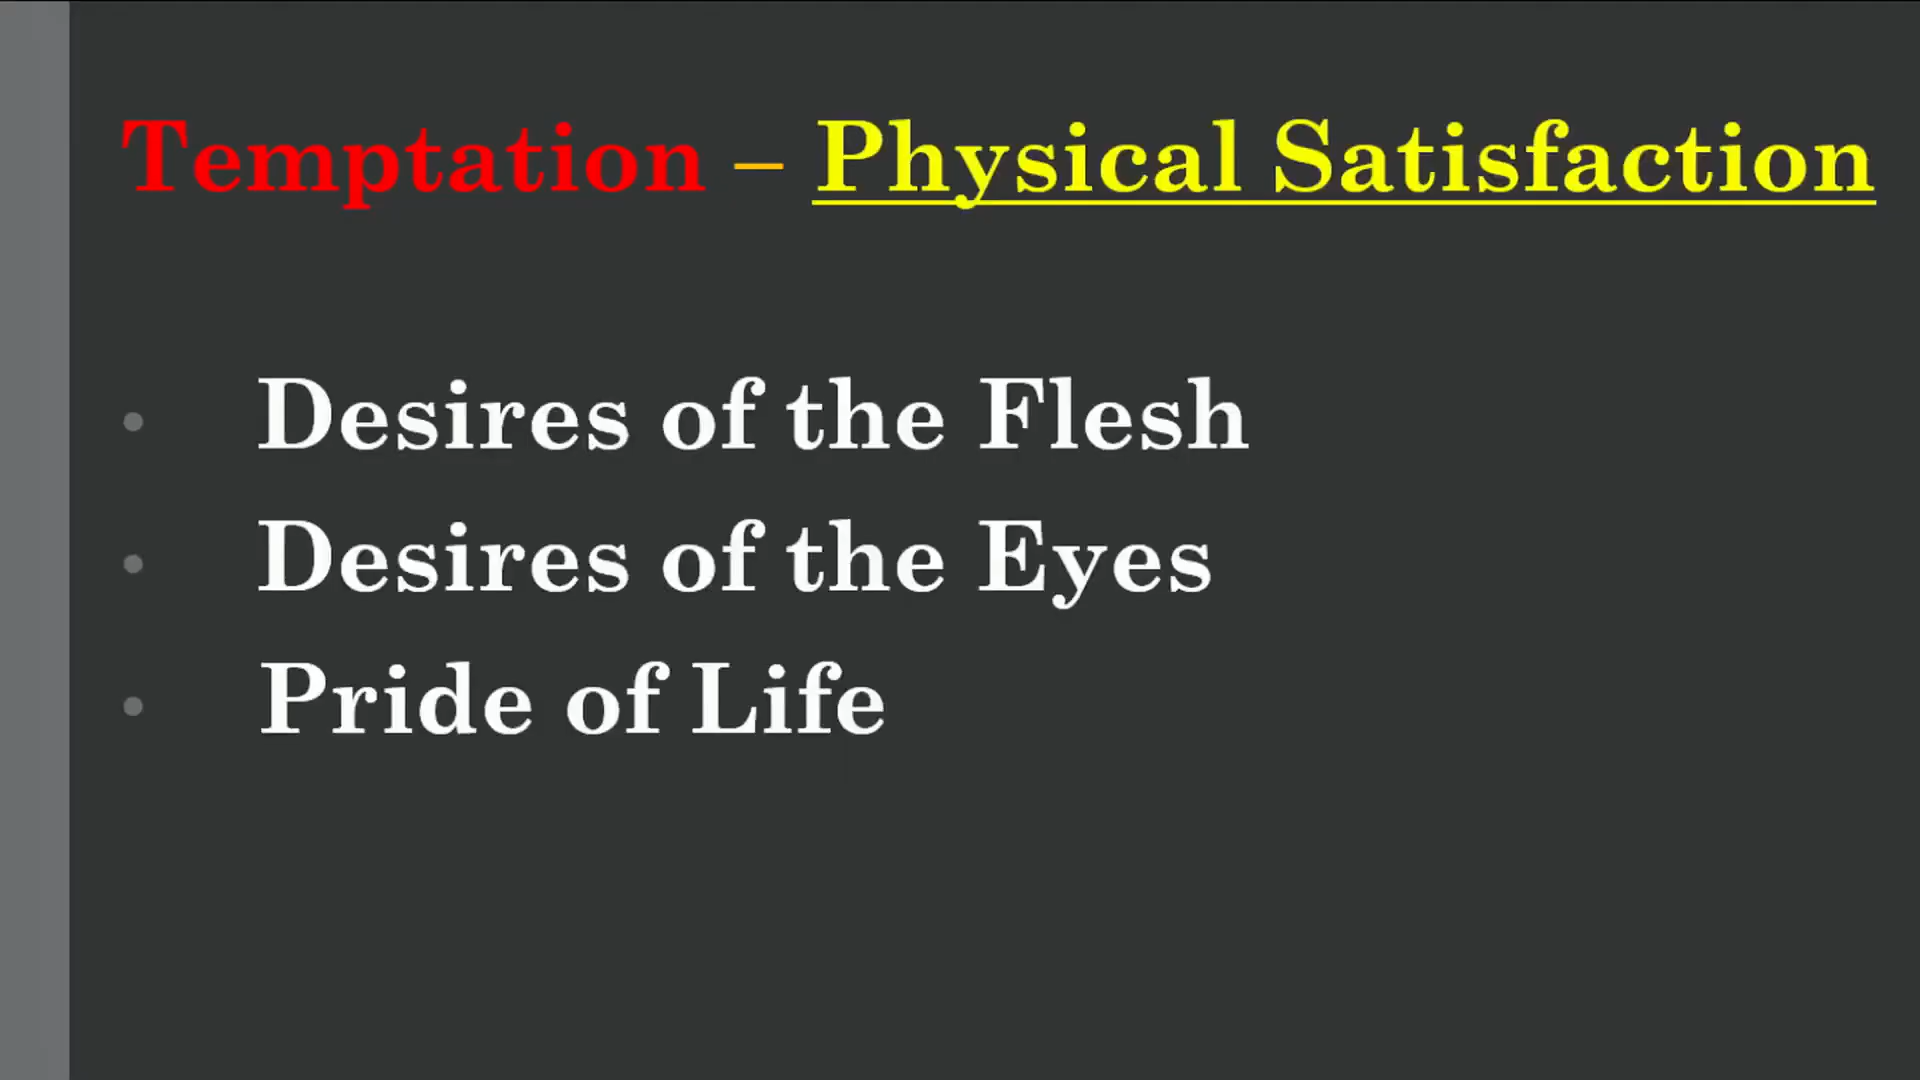 Temptation – Physical Satisfaction
• Desires of the Flesh
• Desires of the Eyes
• Pride of Life